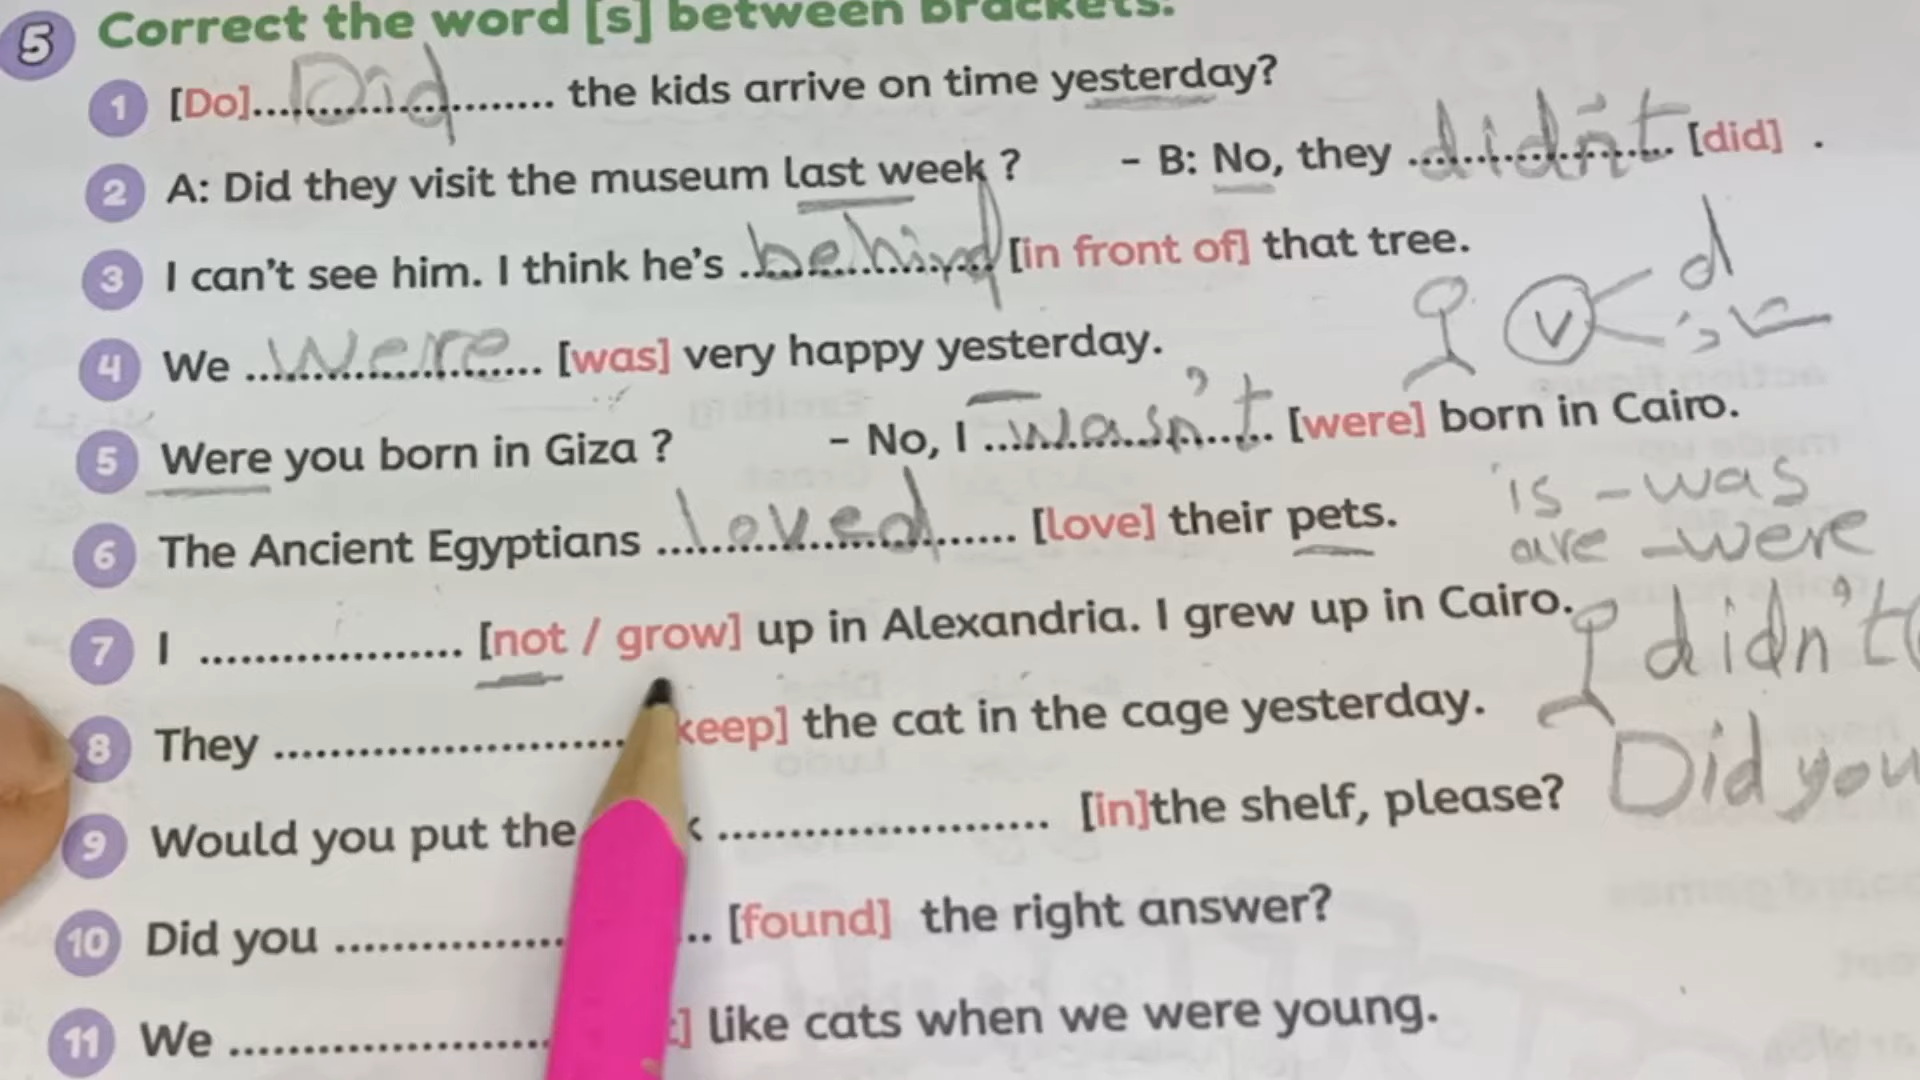 5 Correct the word [s] between brackets.
1 [Do]....Did.... the kids arrive on time yesterday?
2 A: Did they visit the museum last week ? - B: No, they ....didn't.... [did] .
3 I can't see him. I think he's ....behind.... [in front of] that tree.
4 We ....were.... [was] very happy yesterday.
5 Were you born in Giza ? - No, I ....wasn't.... [were] born in Cairo.
6 The Ancient Egyptians ....loved.... [love] their pets.
7 I .................... [not / grow] up in Alexandria. I grew up in Cairo.
8 They .................... keep] the cat in the cage yesterday.
9 Would you put the .................... [in]the shelf, please?
10 Did you .................... [found] the right answer?
11 We .................... ] like cats when we were young.
V d
is - was
are - were
didn't
Did you